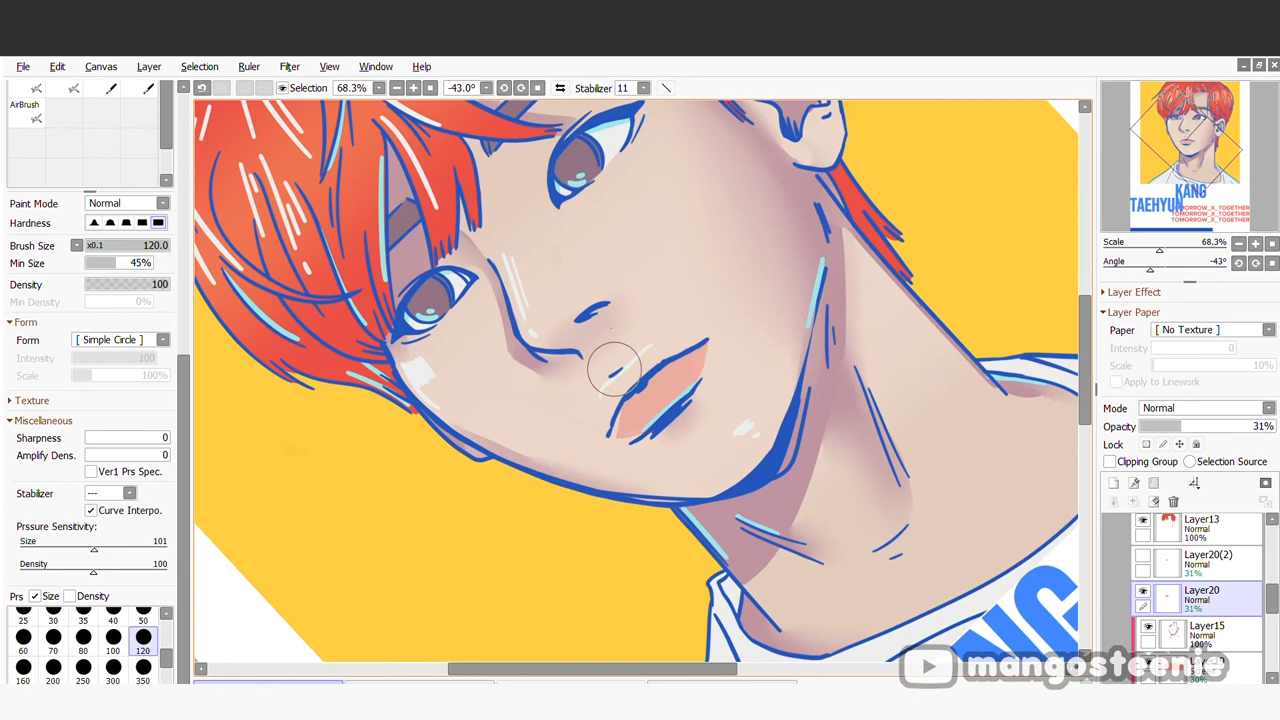 File Edit Canvas Layer Selection Ruler Filter View Window Help
Selection 68.3% -43.0° Stabilizer 11
AirBrush
Paint Mode Normal
Hardness
Brush Size x0.1 120.0
Min Size 45%
Density 100
Min Density 0%
Form
Form [ Simple Circle ]
Intensity 100
Scale 100%
Texture
Miscellaneous
Sharpness 0
Amplify Dens. 0
Ver1 Prs Spec.
Stabilizer ---
Curve Interpo.
Prssure Sensitivity:
Size 101
Density 100
Prs Size Density
25 30 35 40 50
60 70 80 100 120
160 200 250 300 350
NG
KANG
TAEHYUN
TOMORROW_X_TOGETHER
TOMORROW_X_TOGETHER
TOMORROW_X_TOGETHER
Scale 68.3%
Angle -43°
Layer Effect
Layer Paper
Paper [ No Texture ]
Intensity 0
Scale 10%
Apply to Linework
Mode Normal
Opacity 31%
Lock
Clipping Group Selection Source
Layer13
Normal
100%
Layer20(2)
Normal
31%
Layer20
Normal
31%
Layer15
Normal
100%
mangosteenie